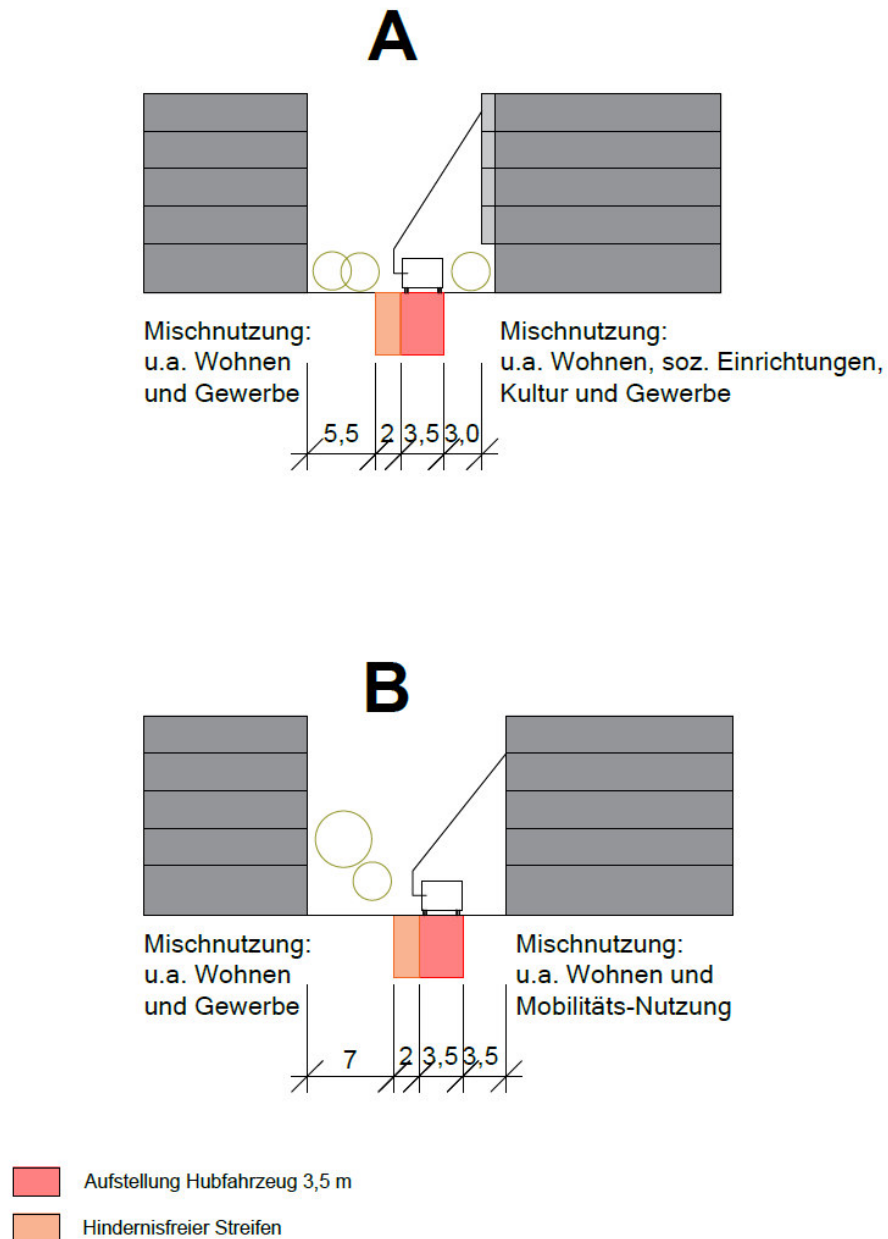 A
Mischnutzung:
u.a. Wohnen
und Gewerbe
Mischnutzung:
u.a. Wohnen, soz. Einrichtungen,
Kultur und Gewerbe
5,5 2 3,5 3,0
B
Mischnutzung:
u.a. Wohnen
und Gewerbe
Mischnutzung:
u.a. Wohnen und
Mobilitäts-Nutzung
7 2 3,5 3,5
Aufstellung Hubfahrzeug 3,5 m
Hindernisfreier Streifen